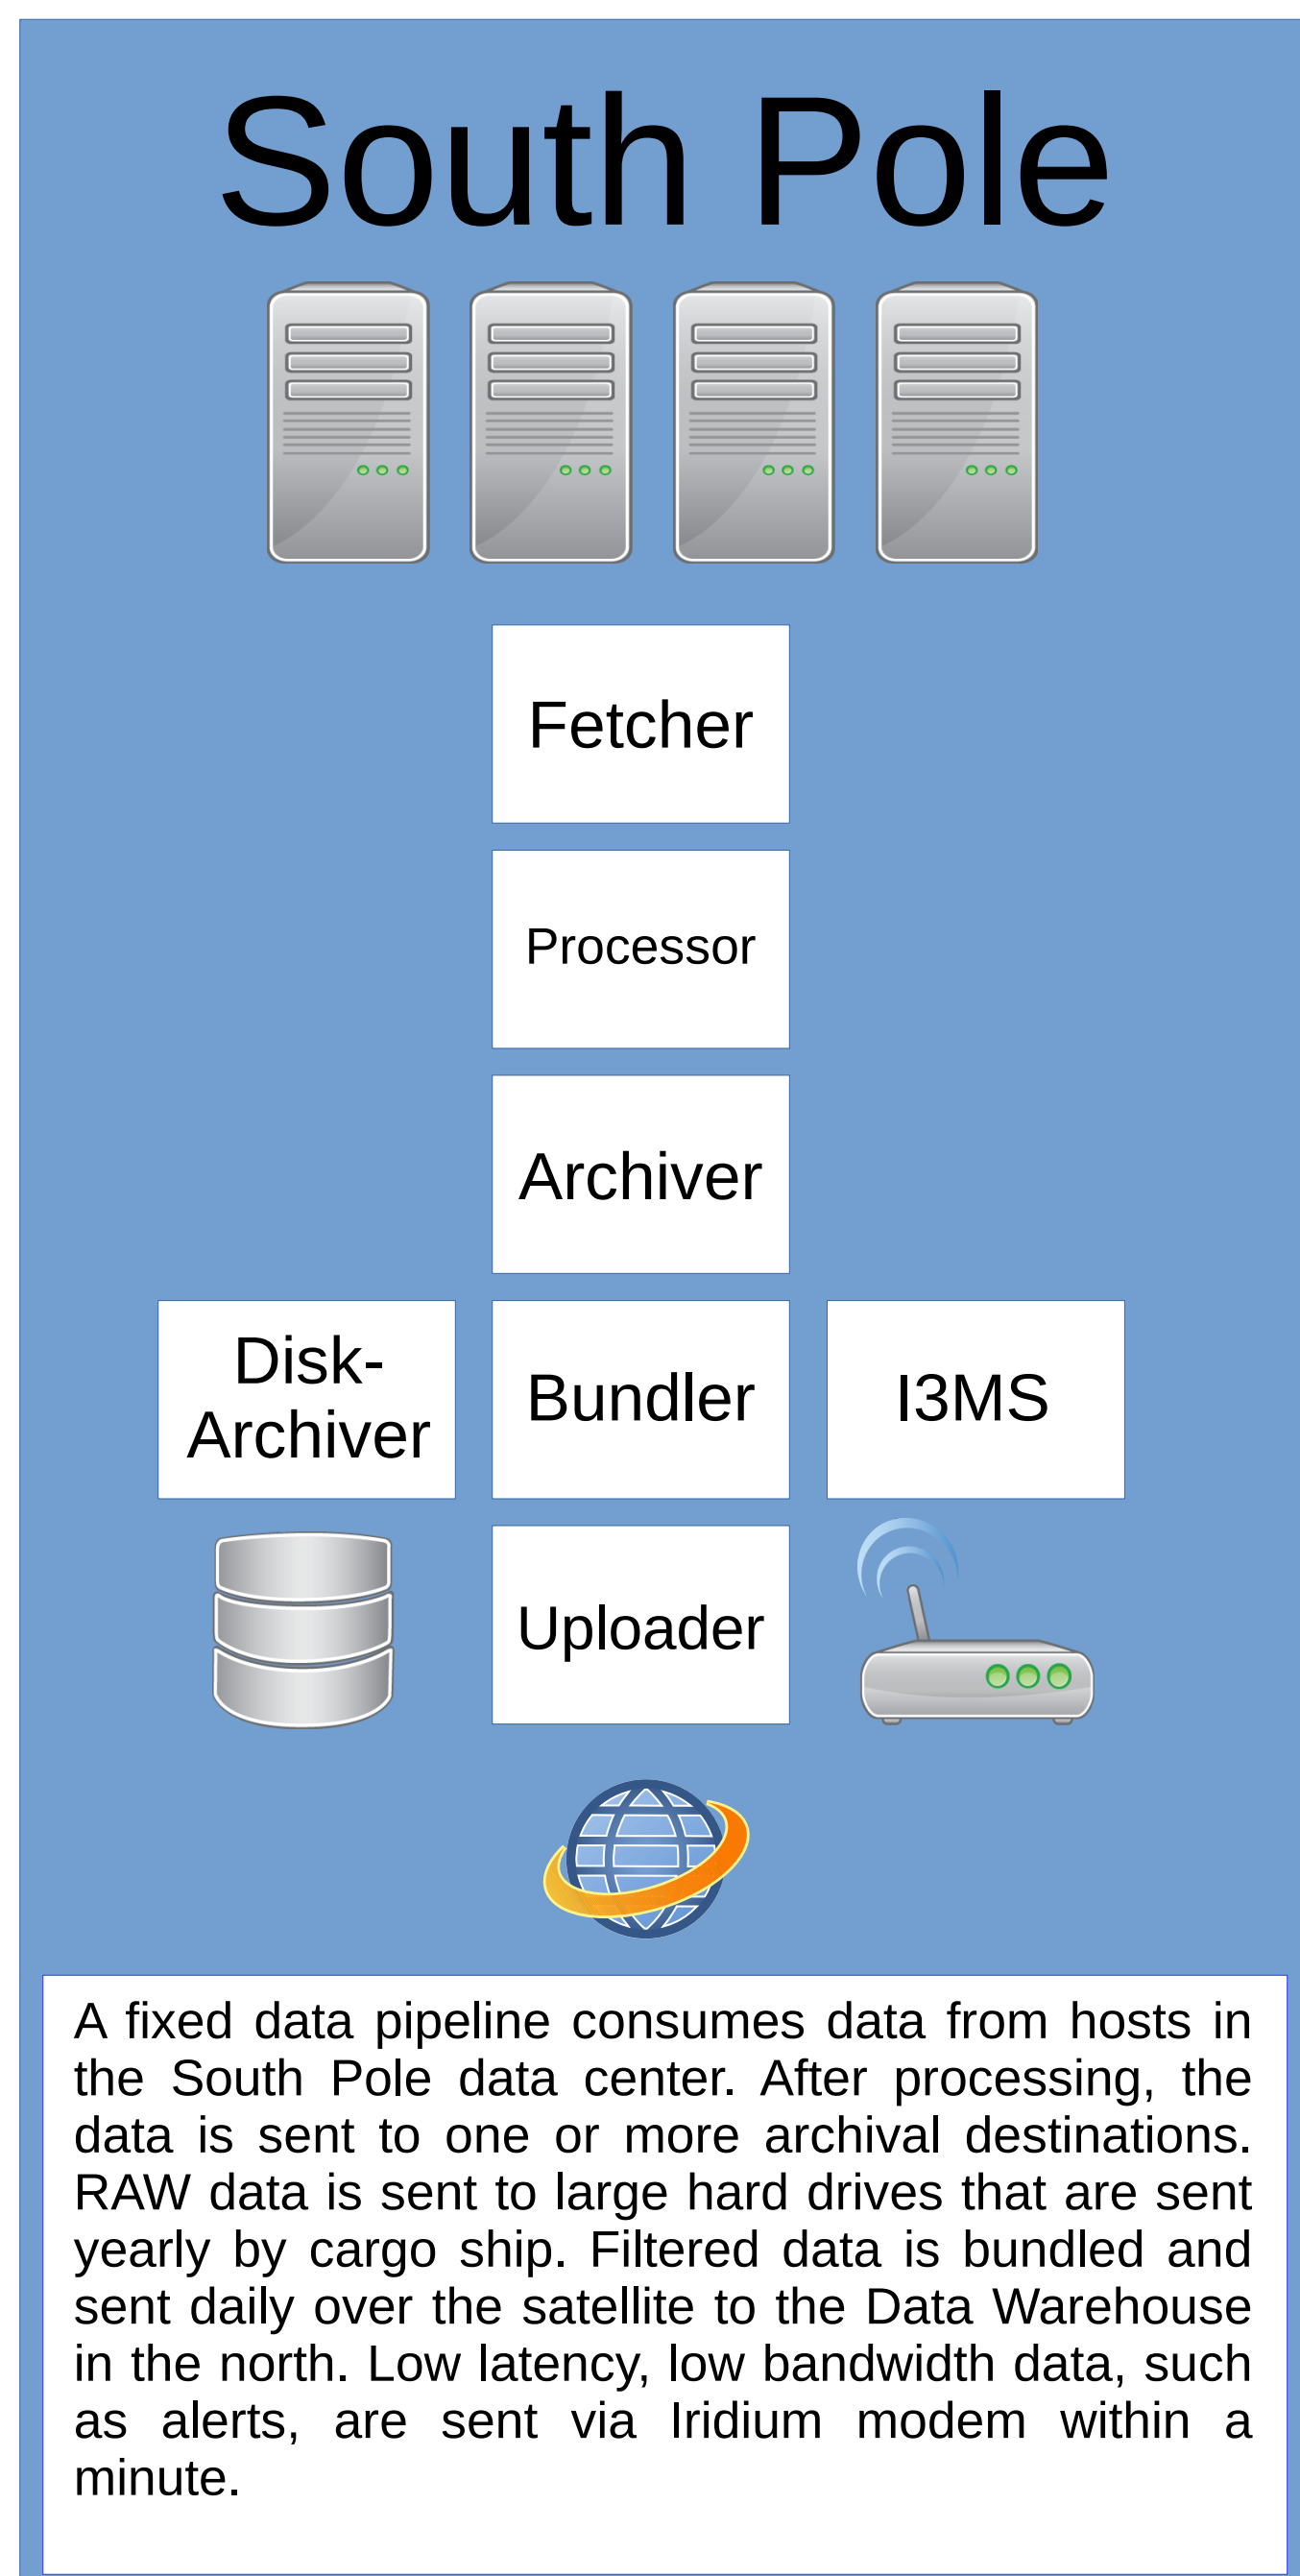 South Pole
Fetcher
Processor
Archiver
Disk-
Archiver
Bundler
I3MS
Uploader
A fixed data pipeline consumes data from hosts in
the South Pole data center. After processing, the
data is sent to one or more archival destinations.
RAW data is sent to large hard drives that are sent
yearly by cargo ship. Filtered data is bundled and
sent daily over the satellite to the Data Warehouse
in the north. Low latency, low bandwidth data, such
as alerts, are sent via Iridium modem within a
minute.